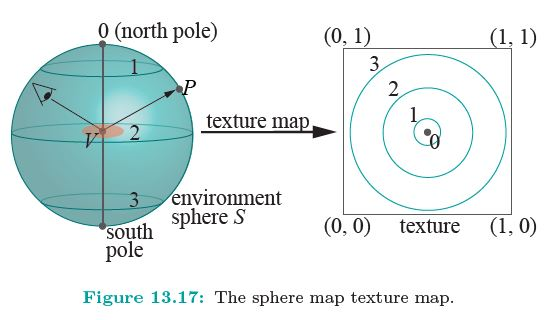 0 (north pole)
1
P
V
2
3
environment
sphere S
south
pole
texture map
(0, 1)
(1, 1)
3
2
1
0
(0, 0)
texture
(1, 0)
Figure 13.17: The sphere map texture map.